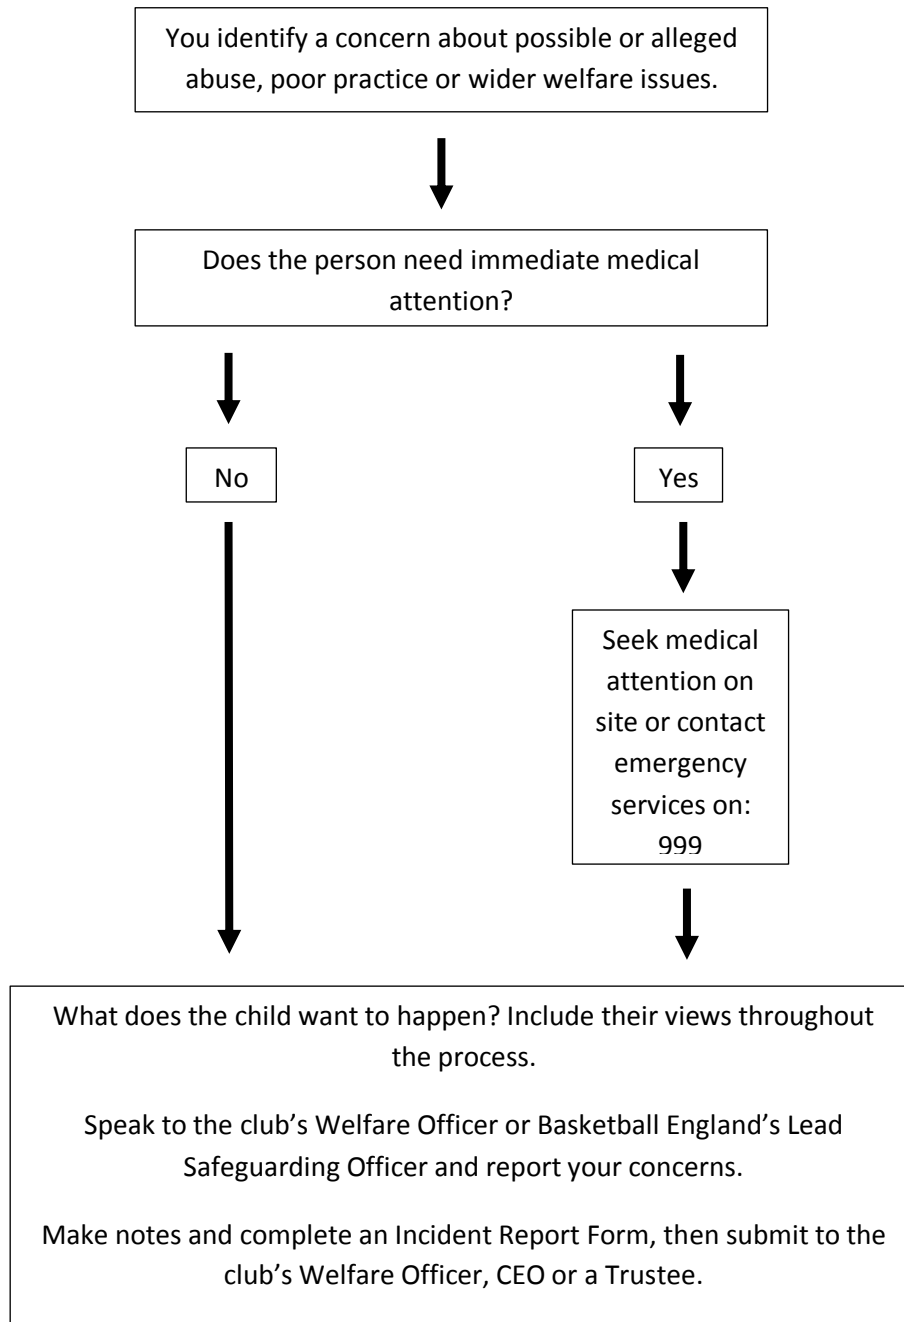 You identify a concern about possible or alleged
abuse, poor practice or wider welfare issues.
Does the person need immediate medical
attention?
No
Yes
Seek medical
attention on
site or contact
emergency
services on:
999
What does the child want to happen? Include their views throughout
the process.
Speak to the club’s Welfare Officer or Basketball England’s Lead
Safeguarding Officer and report your concerns.
Make notes and complete an Incident Report Form, then submit to the
club’s Welfare Officer, CEO or a Trustee.